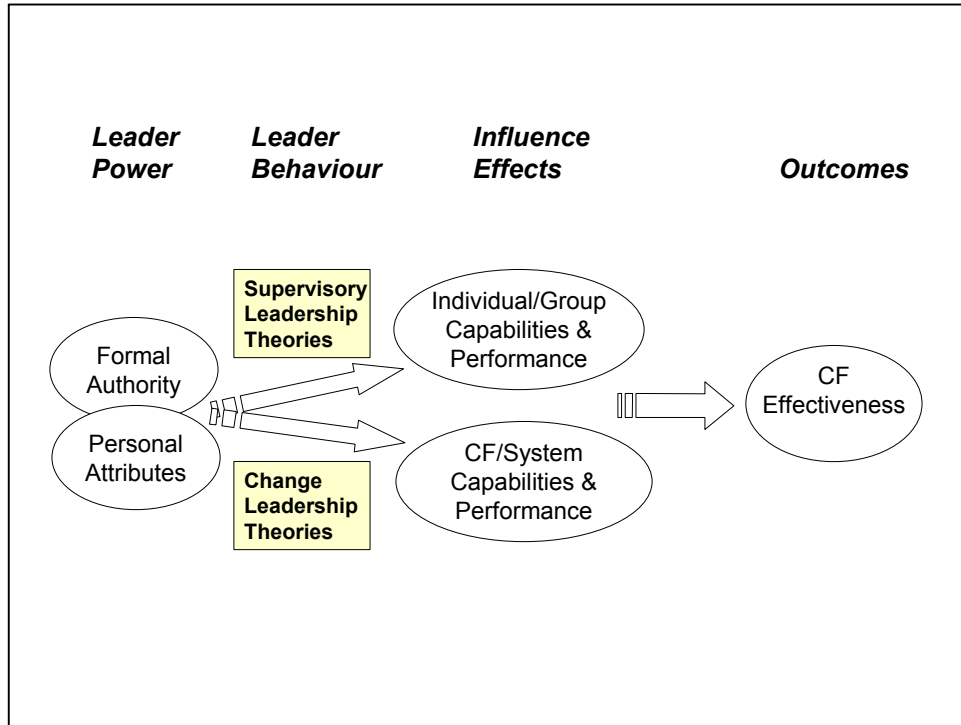 Leader
Power
Leader
Behaviour
Influence
Effects
Outcomes
Formal
Authority
Personal
Attributes
Supervisory
Leadership
Theories
Change
Leadership
Theories
Individual/Group
Capabilities &
Performance
CF/System
Capabilities &
Performance
CF
Effectiveness